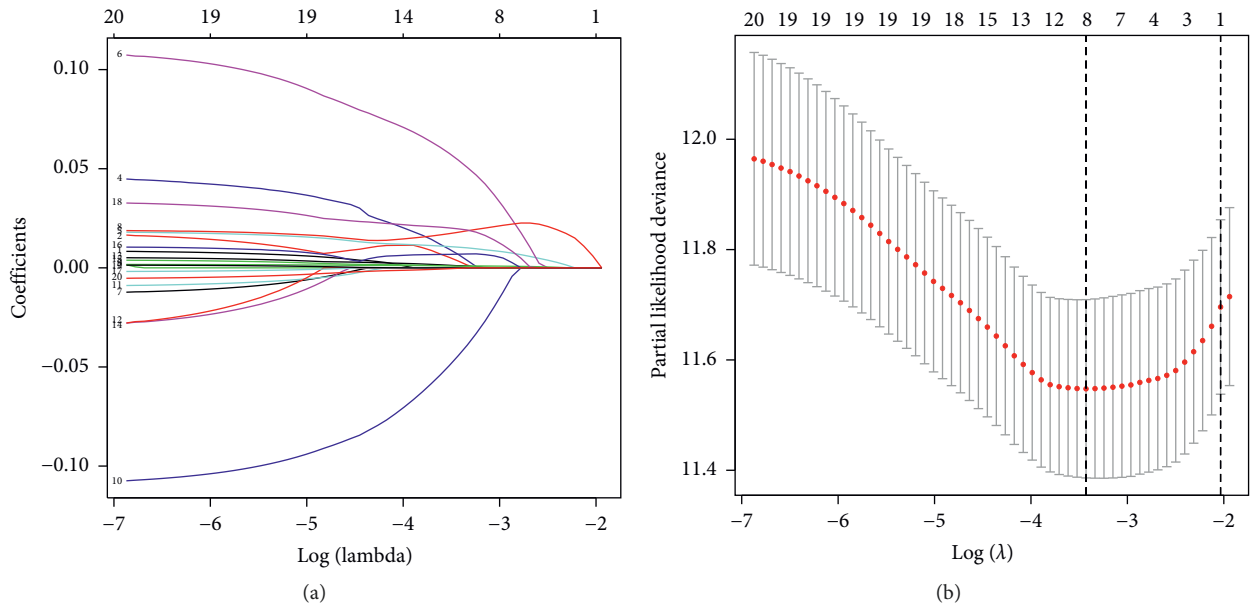 20 19 19 14 8 1
0.10
0.05
0.00
−0.05
−0.10
Coefficients
6
4
18
2
16
20
11
7
12
14
10
−7 −6 −5 −4 −3 −2
Log (lambda)
(a)
20 19 19 19 19 19 18 15 13 12 8 7 4 3 1
12.0
11.8
11.6
11.4
Partial likelihood deviance
−7 −6 −5 −4 −3 −2
Log (λ)
(b)